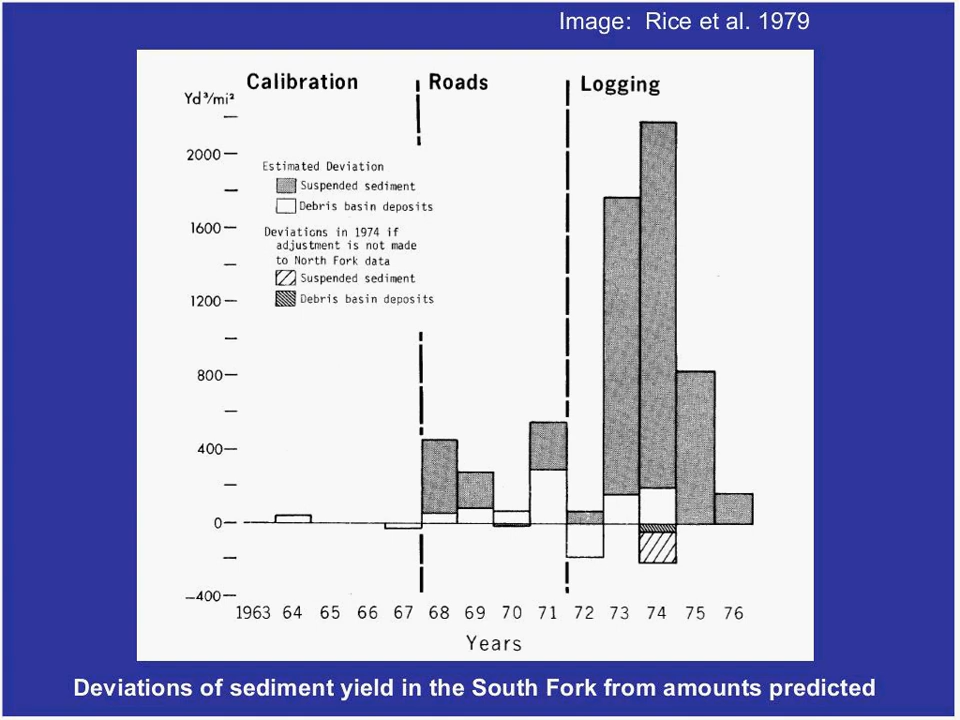 Image: Rice et al. 1979
Calibration
Roads
Logging
Yd³/mi²
2000
1600
1200
800
400
0
-400
Estimated Deviation
Suspended sediment
Debris basin deposits
Deviations in 1974 if
adjustment is not made
to North Fork data
Suspended sediment
Debris basin deposits
1963 64 65 66 67 68 69 70 71 72 73 74 75 76
Years
Deviations of sediment yield in the South Fork from amounts predicted